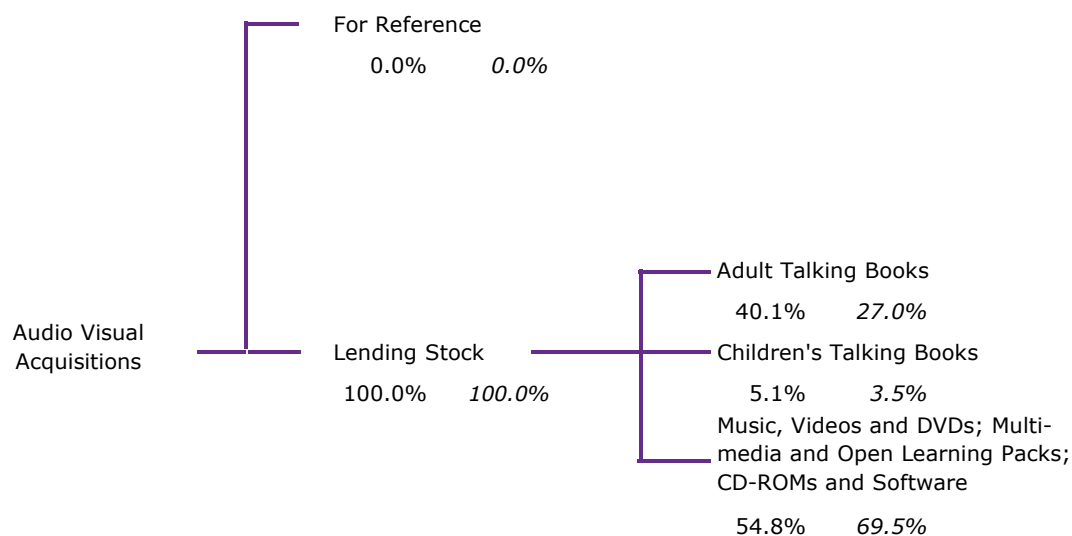 For Reference
0.0% 0.0%
Audio Visual
Acquisitions
Lending Stock
100.0% 100.0%
Adult Talking Books
40.1% 27.0%
Children's Talking Books
5.1% 3.5%
Music, Videos and DVDs; Multi-
media and Open Learning Packs;
CD-ROMs and Software
54.8% 69.5%